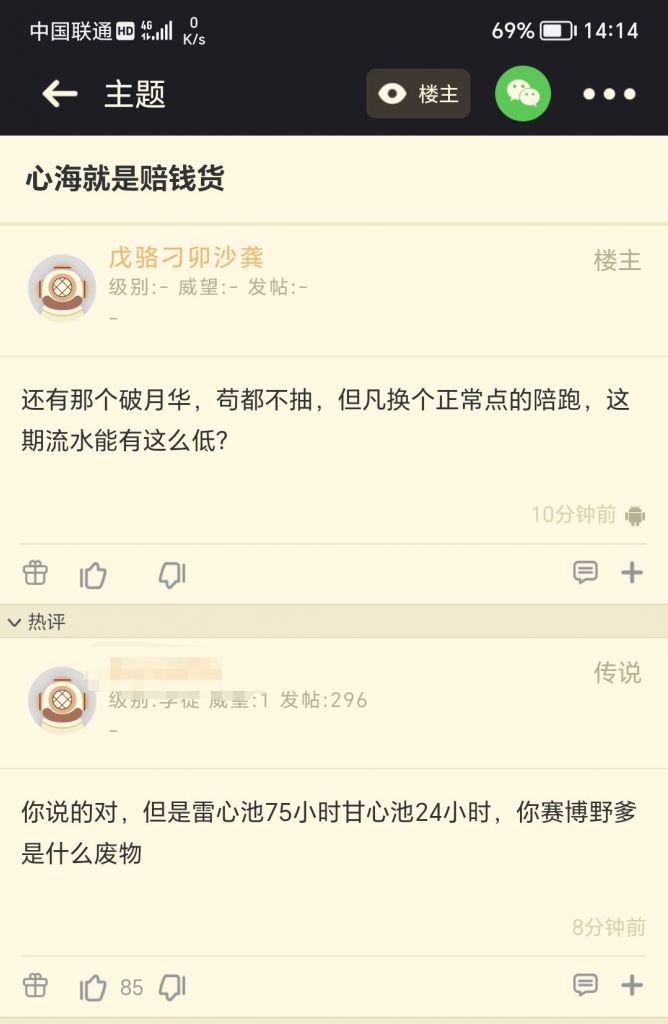 中国联通 HD 4G 0 K/s 69% 14:14
主题 楼主
心海就是赔钱货
戊骆刁卯沙龚 楼主
级别:- 威望:- 发帖:-
-
还有那个破月华，苟都不抽，但凡换个正常点的陪跑，这
期流水能有这么低？
10分钟前
热评
传说
级别:学徒 威望:1 发帖:296
-
你说的对，但是雷心池75小时甘心池24小时，你赛博野爹
是什么废物
8分钟前
85